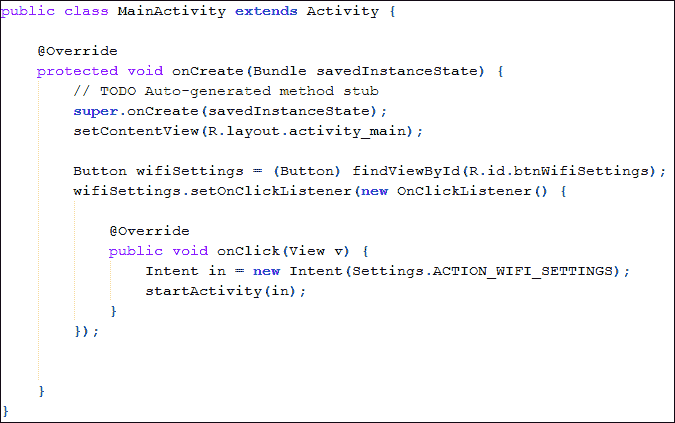 public class MainActivity extends Activity {
@Override
protected void onCreate(Bundle savedInstanceState) {
// TODO Auto-generated method stub
super.onCreate(savedInstanceState);
setContentView(R.layout.activity_main);
Button wifiSettings = (Button) findViewById(R.id.btnWifiSettings);
wifiSettings.setOnClickListener(new OnClickListener() {
@Override
public void onClick(View v) {
Intent in = new Intent(Settings.ACTION_WIFI_SETTINGS);
startActivity(in);
}
});
}
}